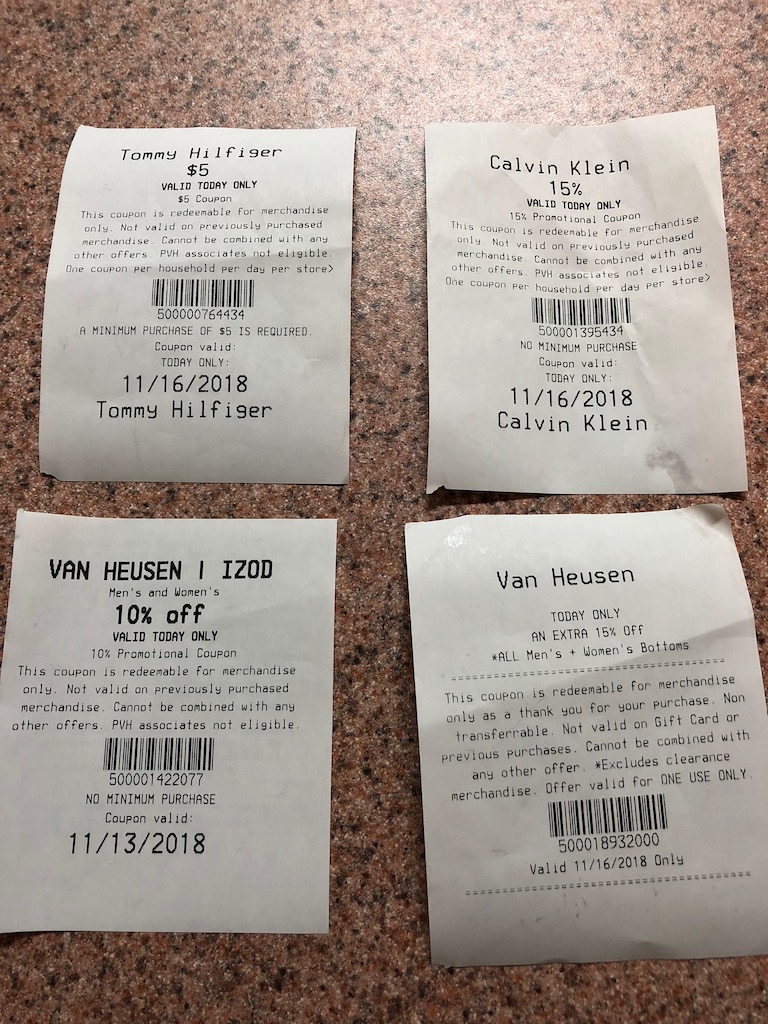 Tommy Hilfiger
$5
VALID TODAY ONLY
$5 Coupon
This coupon is redeemable for merchandise
only. Not valid on previously purchased
merchandise. Cannot be combined with any
other offers. PVH associates not eligible.
One coupon per household per day per store>
500000764434
A MINIMUM PURCHASE OF $5 IS REQUIRED.
Coupon valid:
TODAY ONLY:
11/16/2018
Tommy Hilfiger
Calvin Klein
15%
VALID TODAY ONLY
15% Promotional Coupon
This coupon is redeemable for merchandise
only. Not valid on previously purchased
merchandise. Cannot be combined with any
other offers. PVH associates not eligible.
One coupon per household per day per store>
500001395434
NO MINIMUM PURCHASE
Coupon valid:
TODAY ONLY:
11/16/2018
Calvin Klein
VAN HEUSEN | IZOD
Men's and Women's
10% off
VALID TODAY ONLY
10% Promotional Coupon
This coupon is redeemable for merchandise
only. Not valid on previously purchased
merchandise. Cannot be combined with any
other offers. PVH associates not eligible.
500001422077
NO MINIMUM PURCHASE
Coupon valid:
11/13/2018
Van Heusen
TODAY ONLY
AN EXTRA 15% Off
*ALL Men's + Women's Bottoms
This coupon is redeemable for merchandise
only as a thank you for your purchase. Non
transferrable. Not valid on Gift Card or
previous purchases. Cannot be combined with
any other offer. *Excludes clearance
merchandise. Offer valid for ONE USE ONLY.
500018932000
Valid 11/16/2018 Only